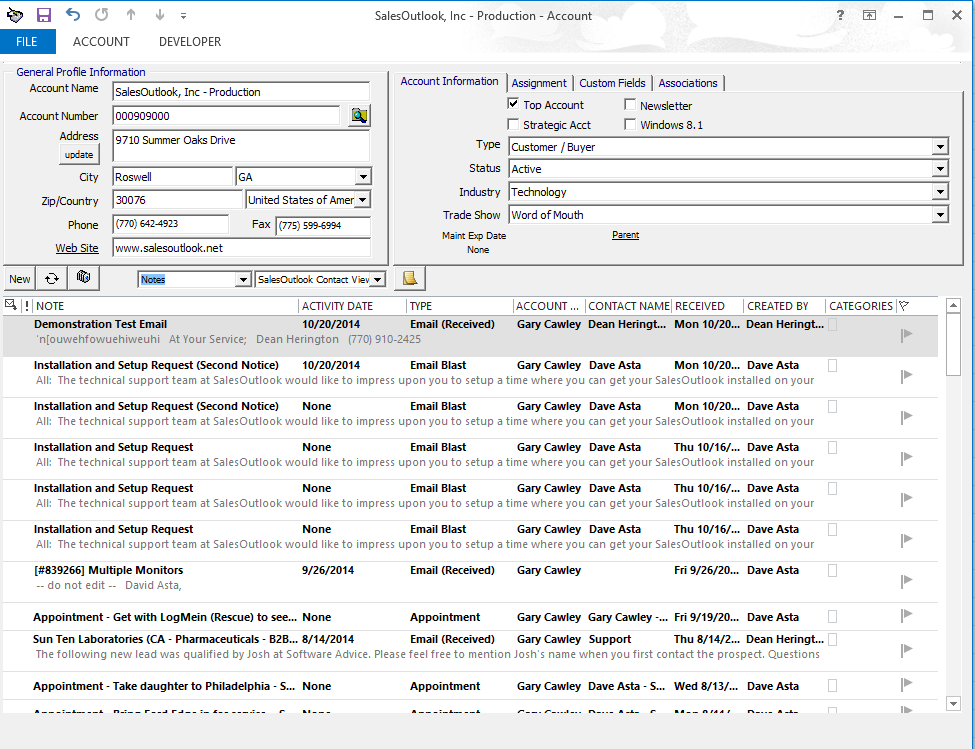 SalesOutlook, Inc - Production - Account
?
FILE ACCOUNT DEVELOPER
General Profile Information
Account Name SalesOutlook, Inc - Production
Account Number 000909000
Address 9710 Summer Oaks Drive
update
City Roswell GA
Zip/Country 30076 United States of Amer
Phone (770) 642-4923 Fax (775) 599-6994
Web Site www.salesoutlook.net
Account Information Assignment Custom Fields Associations
Top Account Newsletter
Strategic Acct Windows 8.1
Type Customer / Buyer
Status Active
Industry Technology
Trade Show Word of Mouth
Maint Exp Date Parent
None
New Notes SalesOutlook Contact View
! NOTE ACTIVITY DATE TYPE ACCOUNT ... CONTACT NAME RECEIVED CREATED BY CATEGORIES
Demonstration Test Email 10/20/2014 Email (Received) Gary Cawley Dean Heringt... Mon 10/20... Dean Heringt...
'n[ouwehfowuehiweuhi At Your Service; Dean Herington (770) 910-2425
Installation and Setup Request (Second Notice) 10/20/2014 Email Blast Gary Cawley Dave Asta Mon 10/20... Dave Asta
All: The technical support team at SalesOutlook would like to impress upon you to setup a time where you can get your SalesOutlook installed on your
Installation and Setup Request (Second Notice) None Email Blast Gary Cawley Dave Asta Mon 10/20... Dave Asta
All: The technical support team at SalesOutlook would like to impress upon you to setup a time where you can get your SalesOutlook installed on your
Installation and Setup Request None Email Blast Gary Cawley Dave Asta Thu 10/16/... Dave Asta
All: The technical support team at SalesOutlook would like to impress upon you to setup a time where you can get your SalesOutlook installed on your
Installation and Setup Request None Email Blast Gary Cawley Dave Asta Thu 10/16/... Dave Asta
All: The technical support team at SalesOutlook would like to impress upon you to setup a time where you can get your SalesOutlook installed on your
Installation and Setup Request None Email Blast Gary Cawley Dave Asta Thu 10/16/... Dave Asta
All: The technical support team at SalesOutlook would like to impress upon you to setup a time where you can get your SalesOutlook installed on your
[#839266] Multiple Monitors 9/26/2014 Email (Received) Gary Cawley Fri 9/26/20... Dave Asta
-- do not edit -- David Asta,
Appointment - Get with LogMein (Rescue) to see... None Appointment Gary Cawley Gary Cawley -... Fri 9/19/20... Dave Asta
Sun Ten Laboratories (CA - Pharmaceuticals - B2B... 8/14/2014 Email (Received) Gary Cawley Support Thu 8/14/2... Dean Heringt...
The following new lead was qualified by Josh at Software Advice. Please feel free to mention Josh's name when you first contact the prospect. Questions
Appointment - Take daughter to Philadelphia - S... None Appointment Gary Cawley Dave Asta - S... Wed 8/13/... Dave Asta